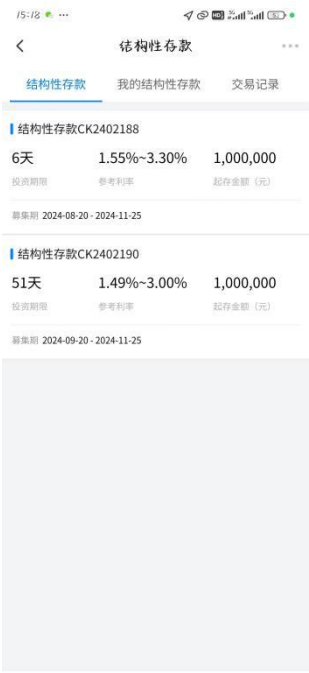 15:18
结构性存款
结构性存款 我的结构性存款 交易记录
结构性存款CK2402188
6天 1.55%~3.30% 1,000,000
投资期限 参考利率 起存金额（元）
募集期 2024-08-20 - 2024-11-25
结构性存款CK2402190
51天 1.49%~3.00% 1,000,000
投资期限 参考利率 起存金额（元）
募集期 2024-09-20 - 2024-11-25